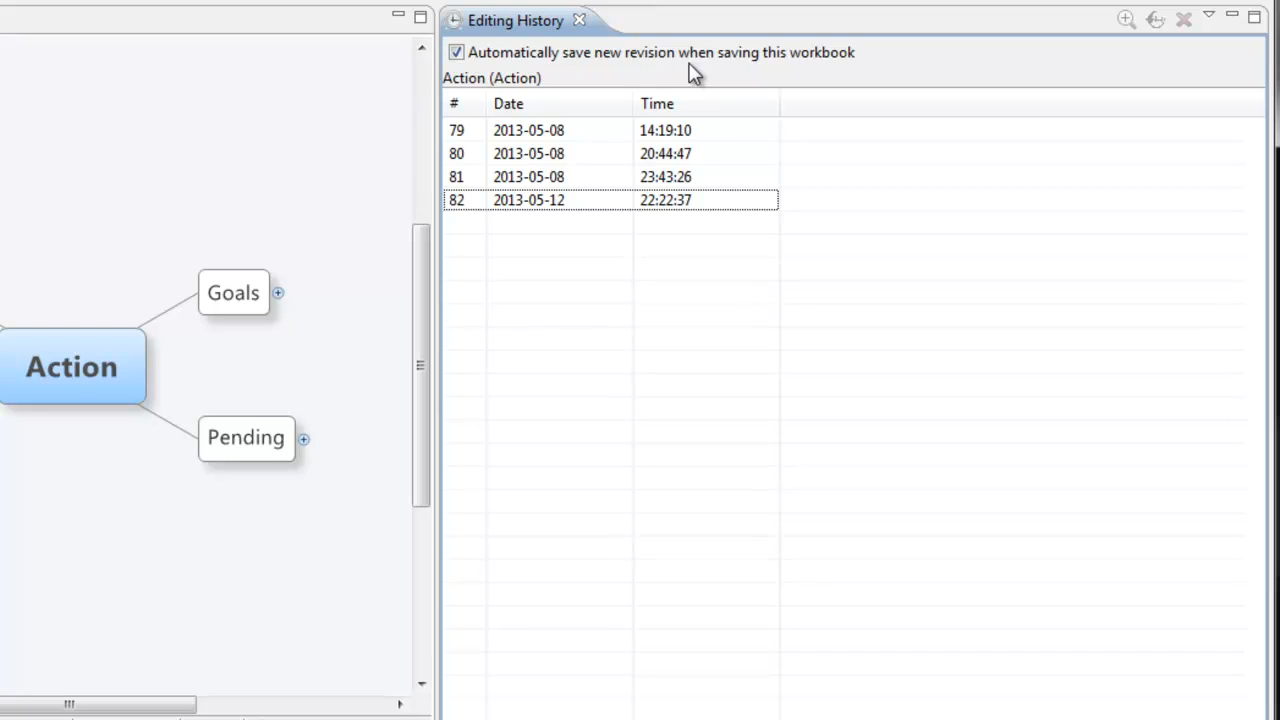 Editing History
Automatically save new revision when saving this workbook
Action (Action)
# Date Time
79 2013-05-08 14:19:10
80 2013-05-08 20:44:47
81 2013-05-08 23:43:26
82 2013-05-12 22:22:37
Goals
Action
Pending